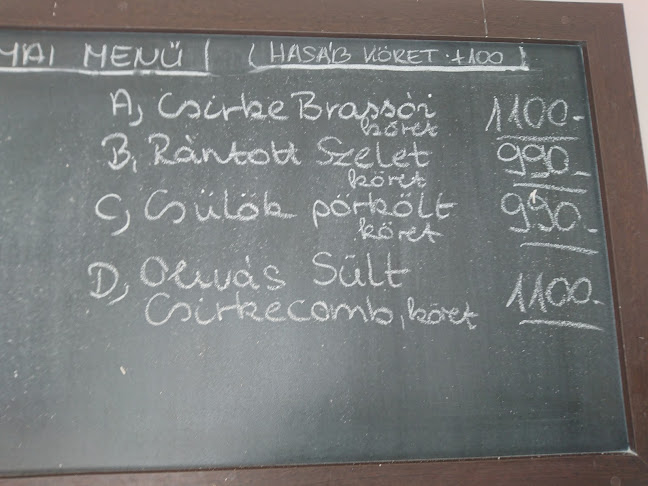 MAI MENÜ (HASÁB KÖRET +100)
A, Csirke Brassói 1100.-
köret
B, Rántott Szelet 990.-
köret
C, Csülök pörkölt 990.-
köret
D, Olivás Sült
Csirkecomb, köret 1100.-